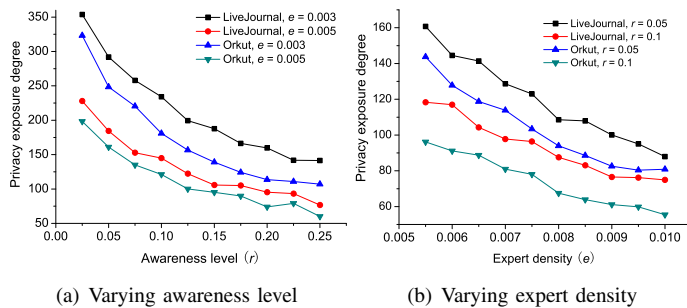 LiveJournal, e = 0.003
LiveJournal, e = 0.005
Orkut, e = 0.003
Orkut, e = 0.005
Privacy exposure degree
350
300
250
200
150
100
50
0.00 0.05 0.10 0.15 0.20 0.25
Awareness level (r)
(a) Varying awareness level
LiveJournal, r = 0.05
LiveJournal, r = 0.1
Orkut, r = 0.05
Orkut, r = 0.1
Privacy exposure degree
160
140
120
100
80
60
0.005 0.006 0.007 0.008 0.009 0.010
Expert density (e)
(b) Varying expert density